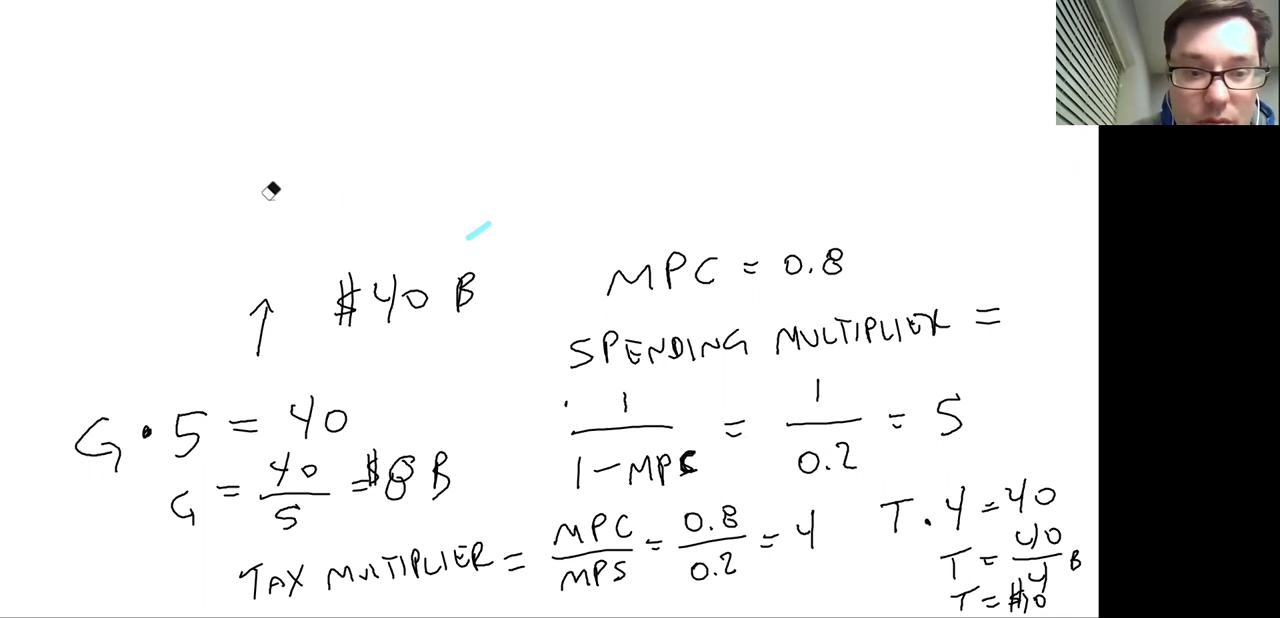 ↑ $40 B
MPC = 0.8
SPENDING MULTIPLIER =
1 / 1-MPC = 1 / 0.2 = 5
G • 5 = 40
G = 40 / 5 = $8 B
TAX MULTIPLIER = MPC / MPS = 0.8 / 0.2 = 4
T . 4 = 40
T = 40 / 4 B
T = $10